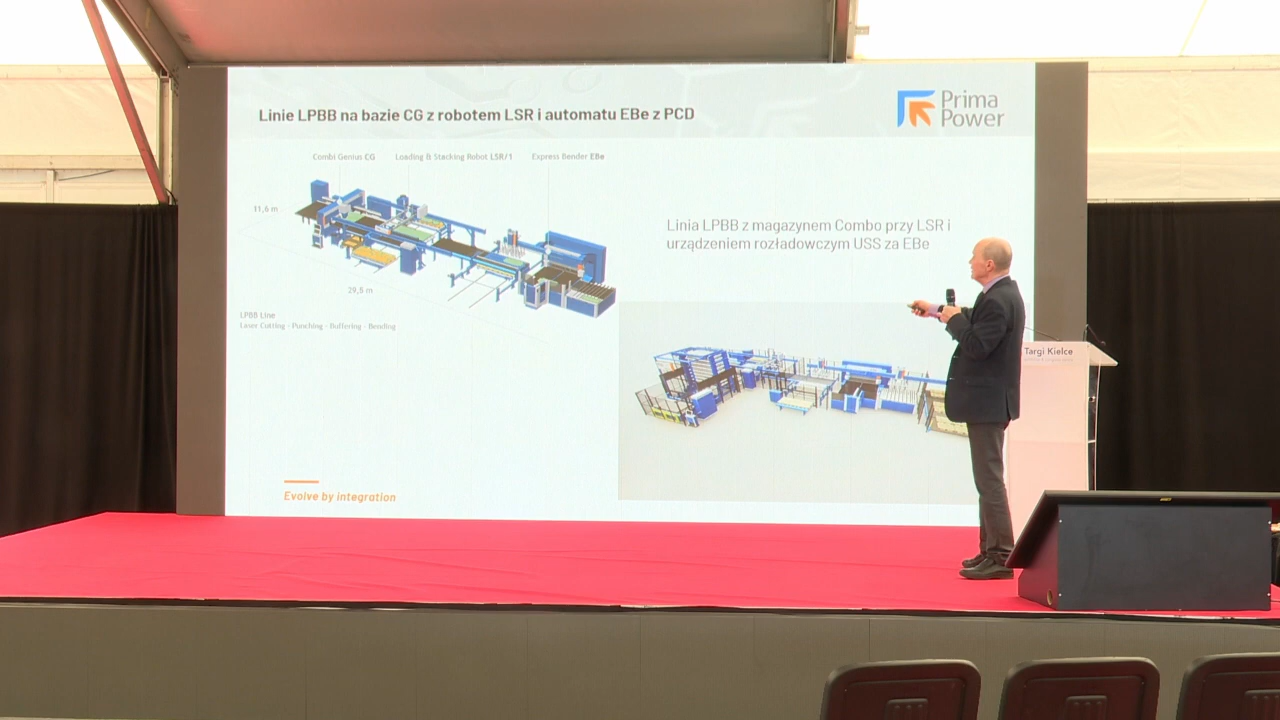 Linie LPBB na bazie CG z robotem LSR i automatu EBe z PCD
Prima
Power
Combi Genius CG
Loading & Stacking Robot LSR/1
Express Bender EBe
11,6 m
29,5 m
LPBB Line
Laser Cutting - Punching - Buffering - Bending
Linia LPBB z magazynem Combo przy LSR i
urządzeniem rozładowczym USS za EBe
Evolve by integration
Targi Kielce